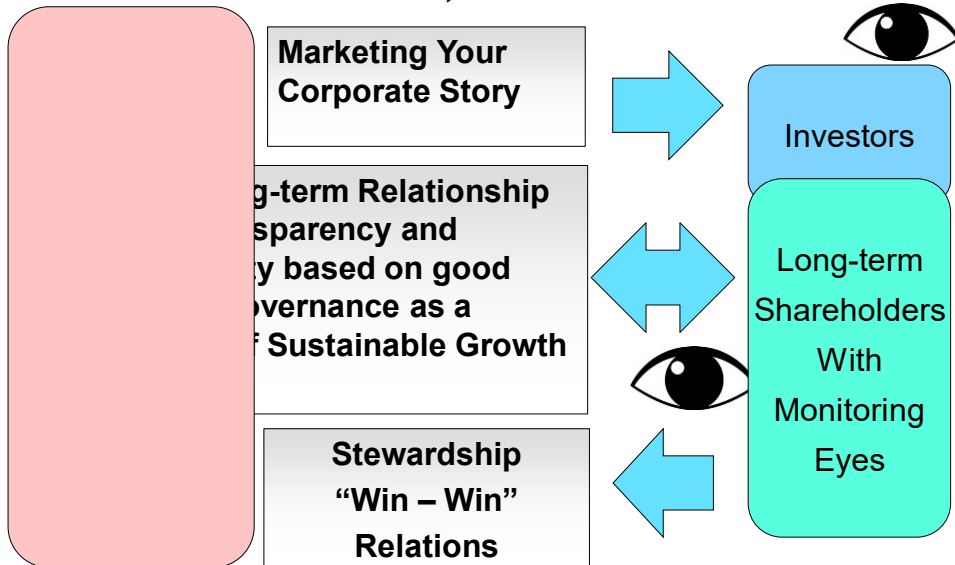 Marketing Your
Corporate Story
Investors
g-term Relationship
sparency and
ty based on good
overnance as a
f Sustainable Growth
Long-term
Shareholders
With
Monitoring
Eyes
Stewardship
“Win – Win”
Relations